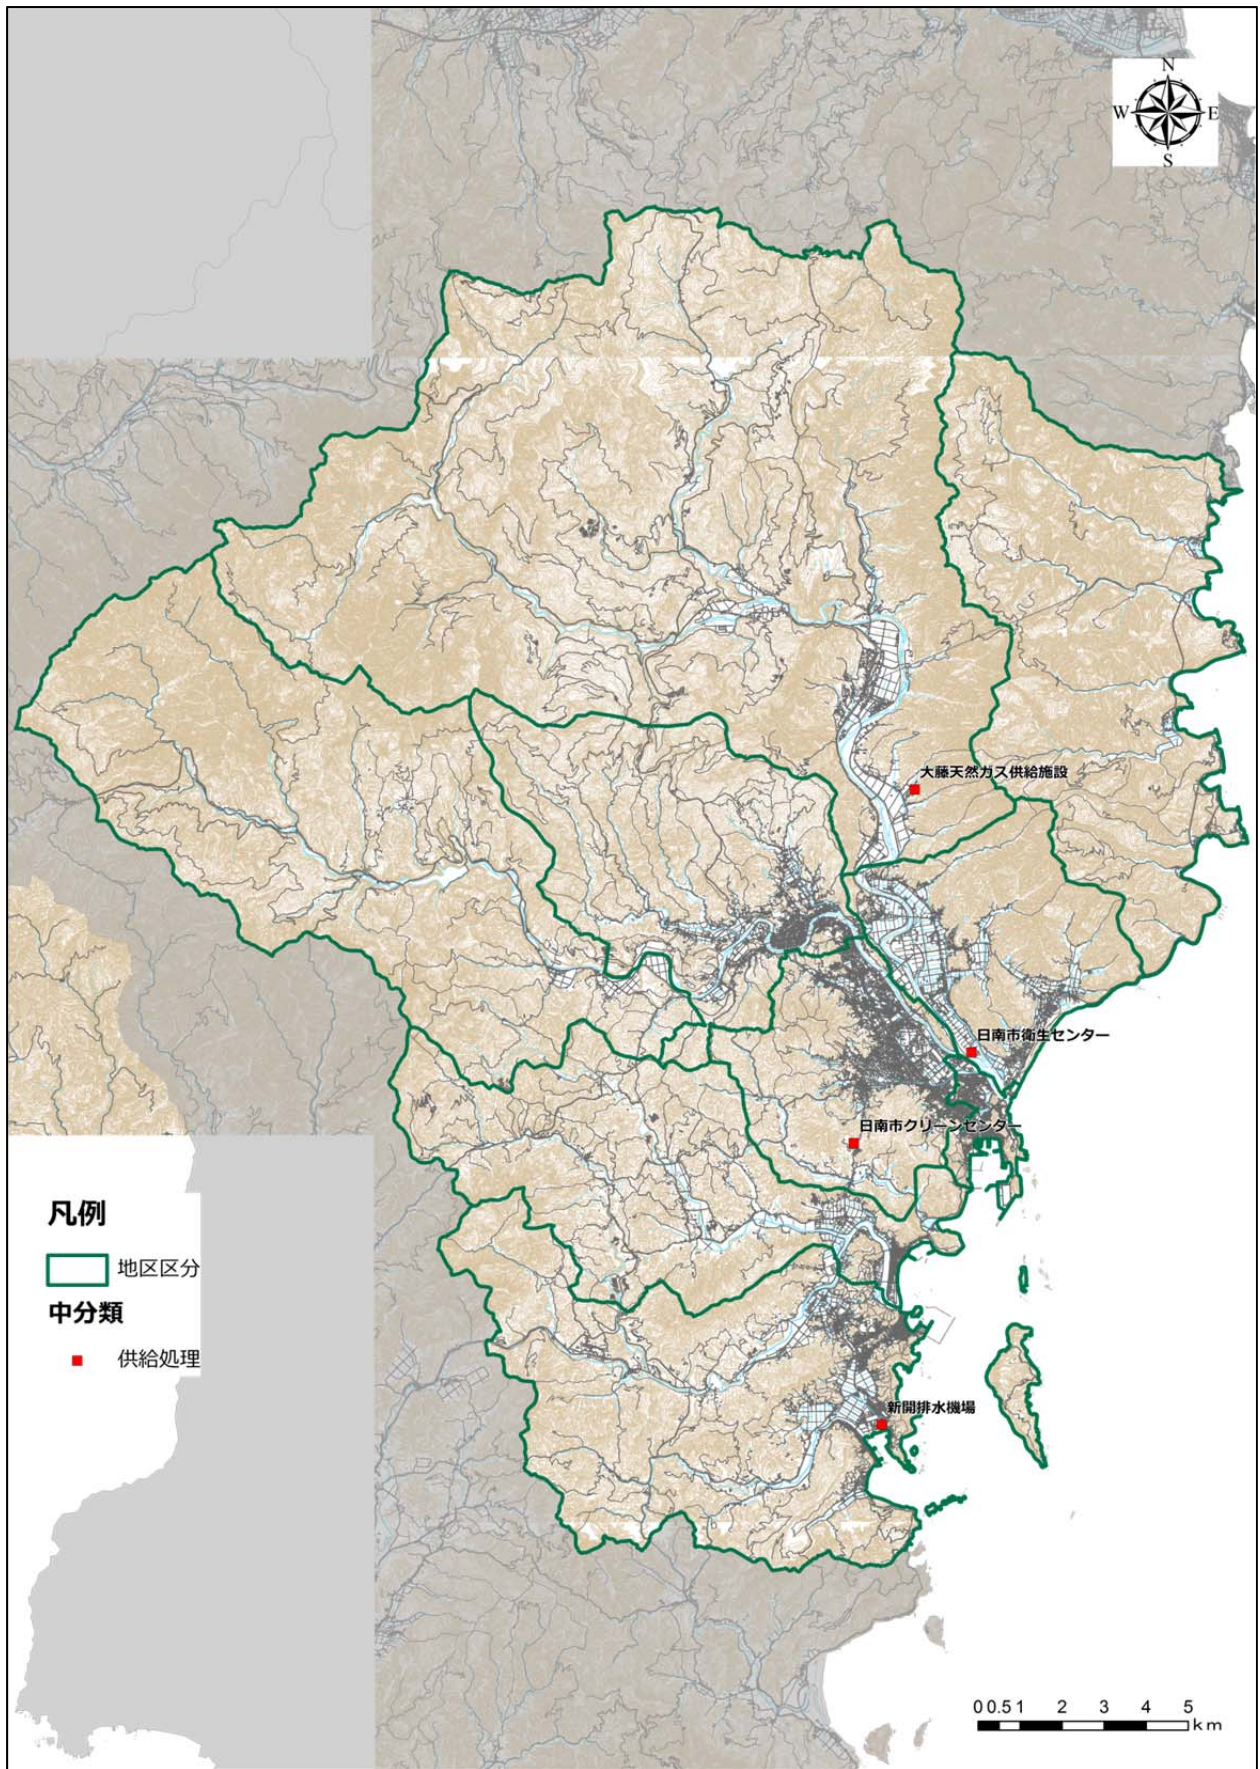 N
W E
S
大藤天然ガス供給施設
日南市衛生センター
日南市クリーンセンター
凡例
地区区分
中分類
供給処理
新開排水機場
0 0.5 1 2 3 4 5
km